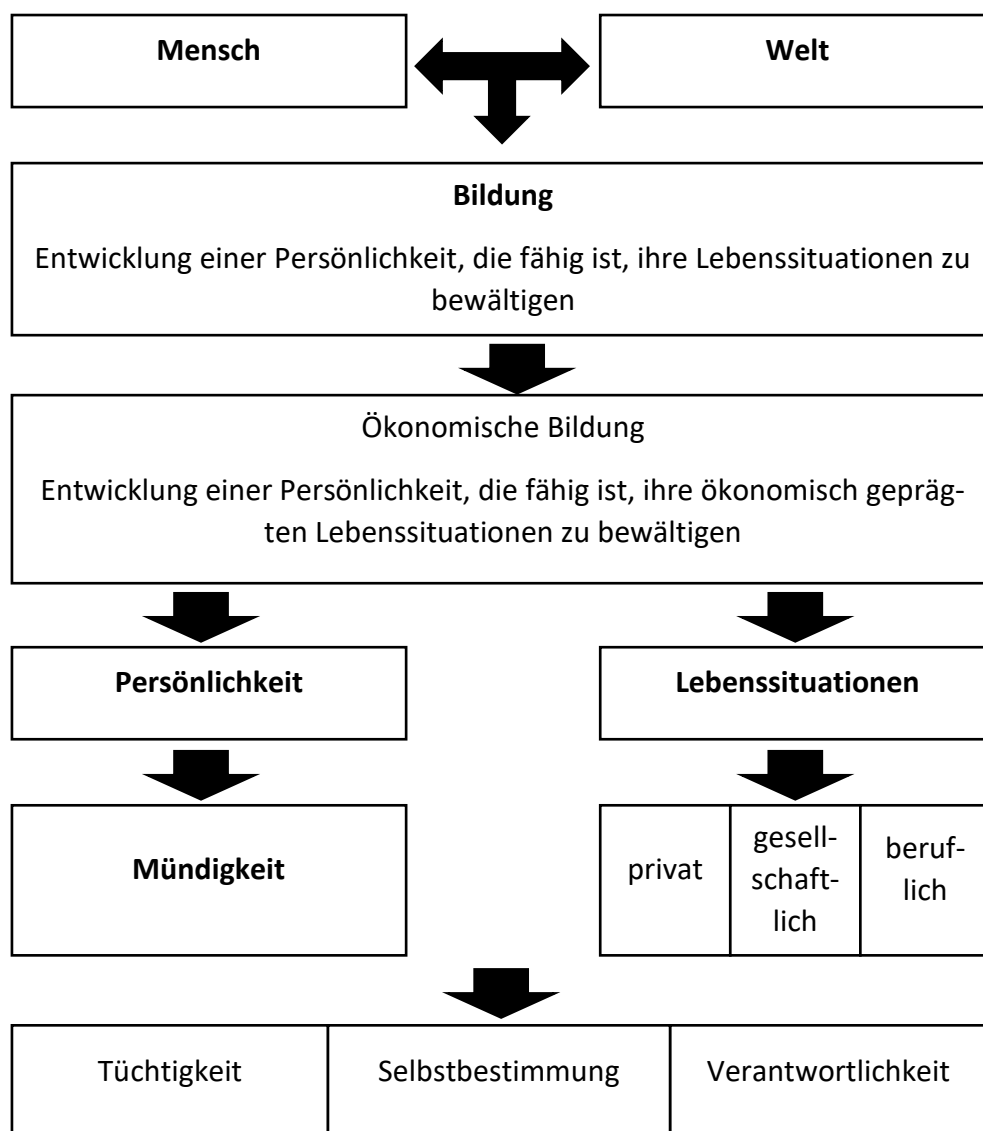 Mensch
Welt
Bildung
Entwicklung einer Persönlichkeit, die fähig ist, ihre Lebenssituationen zu
bewältigen
Ökonomische Bildung
Entwicklung einer Persönlichkeit, die fähig ist, ihre ökonomisch gepräg-
ten Lebenssituationen zu bewältigen
Persönlichkeit
Lebenssituationen
Mündigkeit
privat
gesell-
schaft-
lich
beruf-
lich
Tüchtigkeit
Selbstbestimmung
Verantwortlichkeit